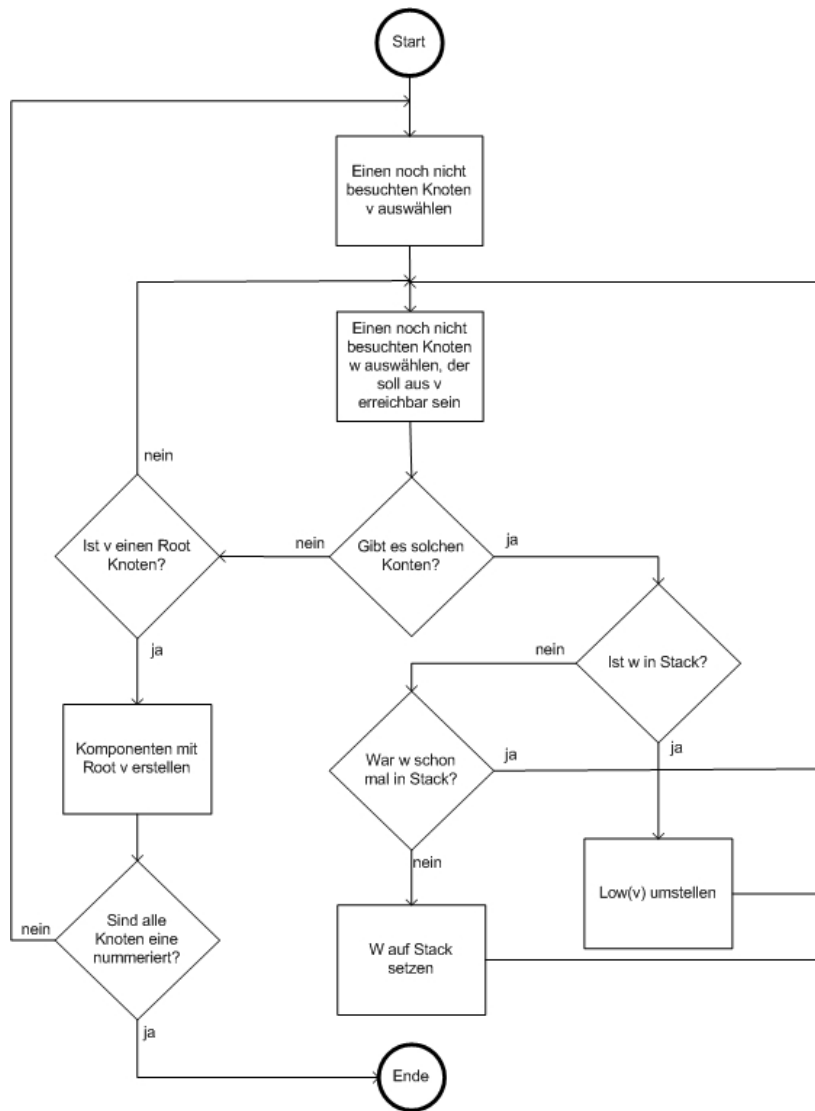 Start
Einen noch nicht
besuchten Knoten
v auswählen
Einen noch nicht
besuchten Knoten
w auswählen, der
soll aus v
erreichbar sein
nein
Ist v einen Root
Knoten?
nein
Gibt es solchen
Konten?
ja
ja
nein
Ist w in Stack?
Komponenten mit
Root v erstellen
War w schon
mal in Stack?
ja
ja
nein
Low(v) umstellen
nein
Sind alle
Knoten eine
nummeriert?
W auf Stack
setzen
ja
Ende